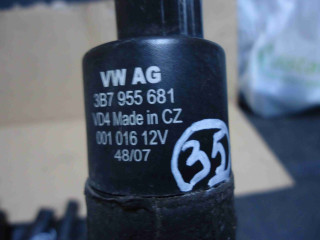 VW AG
3B7 955 681
VD4 Made in CZ
001 016 12V
48/07
35